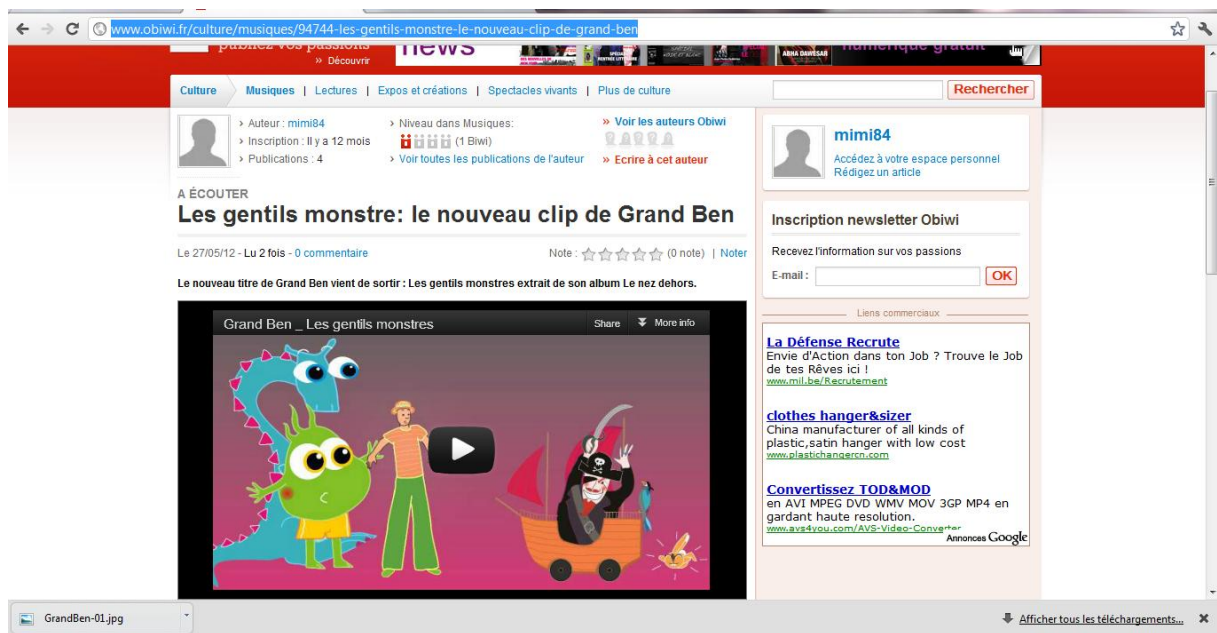 www.obiwi.fr/culture/musiques/94744-les-gentils-monstre-le-nouveau-clip-de-grand-ben
publiez vos passions
» Découvrir
news
ABHA DAWESAR
numérique gratuit
Culture
Musiques | Lectures | Expos et créations | Spectacles vivants | Plus de culture
Rechercher
› Auteur : mimi84
› Inscription : Il y a 12 mois
› Publications : 4
› Niveau dans Musiques:
(1 Biwi)
› Voir toutes les publications de l'auteur
» Voir les auteurs Obiwi
» Ecrire à cet auteur
A ÉCOUTER
Les gentils monstre: le nouveau clip de Grand Ben
Le 27/05/12 - Lu 2 fois - 0 commentaire
Note : (0 note) | Noter
Le nouveau titre de Grand Ben vient de sortir : Les gentils monstres extrait de son album Le nez dehors.
Grand Ben _ Les gentils monstres
Share
More info
mimi84
Accédez à votre espace personnel
Rédigez un article
Inscription newsletter Obiwi
Recevez l'information sur vos passions
E-mail :
OK
Liens commerciaux
La Défense Recrute
Envie d'Action dans ton Job ? Trouve le Job
de tes Rêves ici !
www.mil.be/Recrutement
clothes hanger&sizer
China manufacturer of all kinds of
plastic,satin hanger with low cost
www.plastichangercn.com
Convertissez TOD&MOD
en AVI MPEG DVD WMV MOV 3GP MP4 en
gardant haute resolution.
www.avs4you.com/AVS-Video-Converter
Annonces Google
GrandBen-01.jpg
Afficher tous les téléchargements...